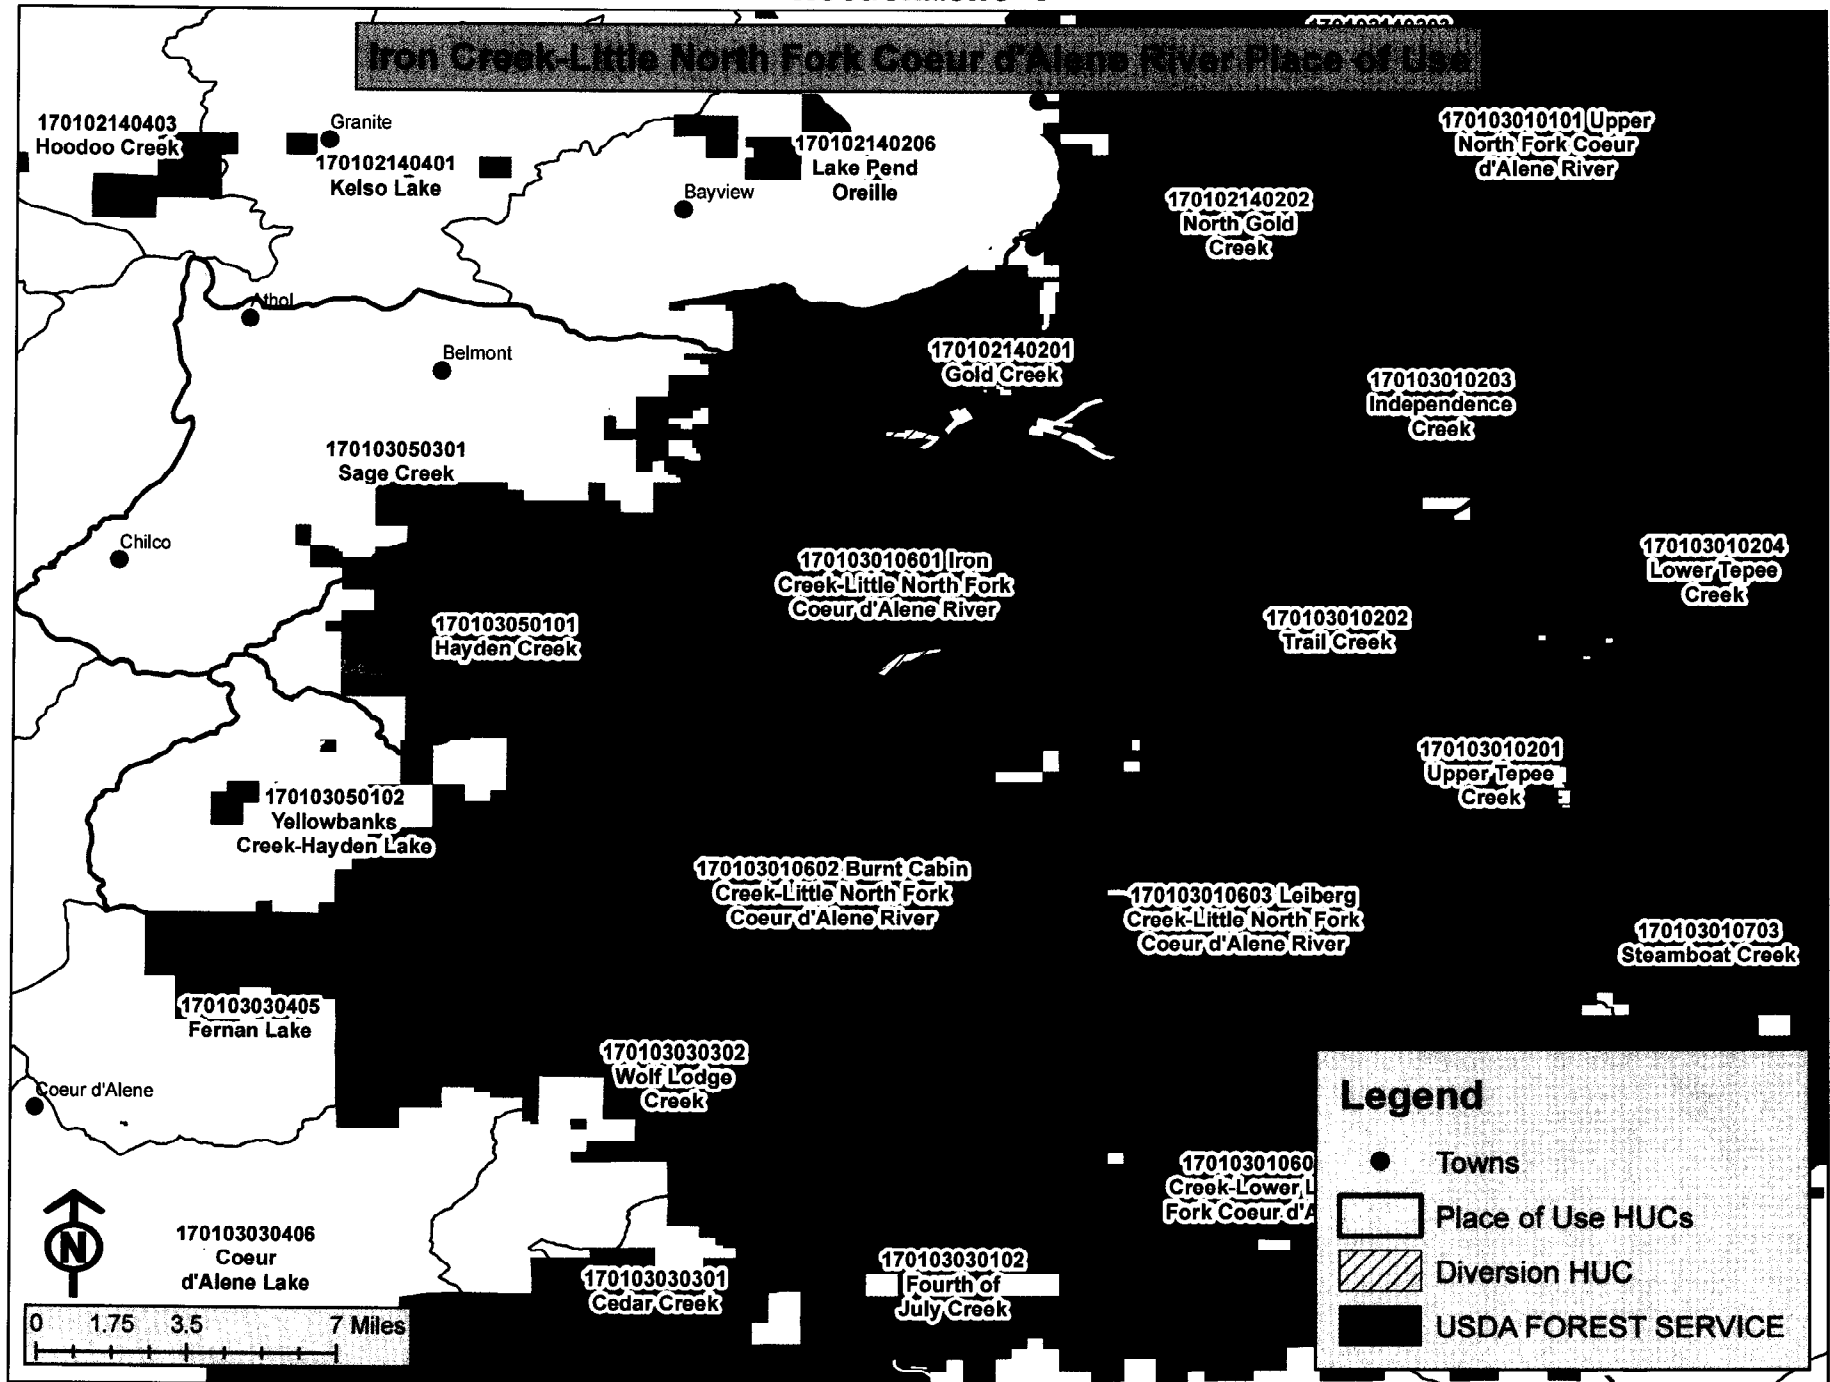 Iron Creek-Little North Fork Coeur d'Alene River Place of Use
170102140403
Hoodoo Creek
Granite
170102140401
Kelso Lake
170102140206
Lake Pend
Oreille
Bayview
170103010101 Upper
North Fork Coeur
d'Alene River
170102140202
North Gold
Creek
Athol
Belmont
170102140201
Gold Creek
170103010203
Independence
Creek
170103050301
Sage Creek
Chilco
170103010601 Iron
Creek-Little North Fork
Coeur d'Alene River
170103010204
Lower Tepee
Creek
170103050101
Hayden Creek
170103010202
Trail Creek
170103010201
Upper Tepee
Creek
170103050102
Yellowbanks
Creek-Hayden Lake
170103010602 Burnt Cabin
Creek-Little North Fork
Coeur d'Alene River
170103010603 Leiberg
Creek-Little North Fork
Coeur d'Alene River
170103010703
Steamboat Creek
170103030405
Fernan Lake
170103030302
Wolf Lodge
Creek
Coeur d'Alene
17010301060
Creek-Lower L
Fork Coeur d'A
170103030406
Coeur
d'Alene Lake
170103030301
Cedar Creek
170103030102
Fourth of
July Creek
N
0 1.75 3.5 7 Miles
Legend
Towns
Place of Use HUCs
Diversion HUC
USDA FOREST SERVICE